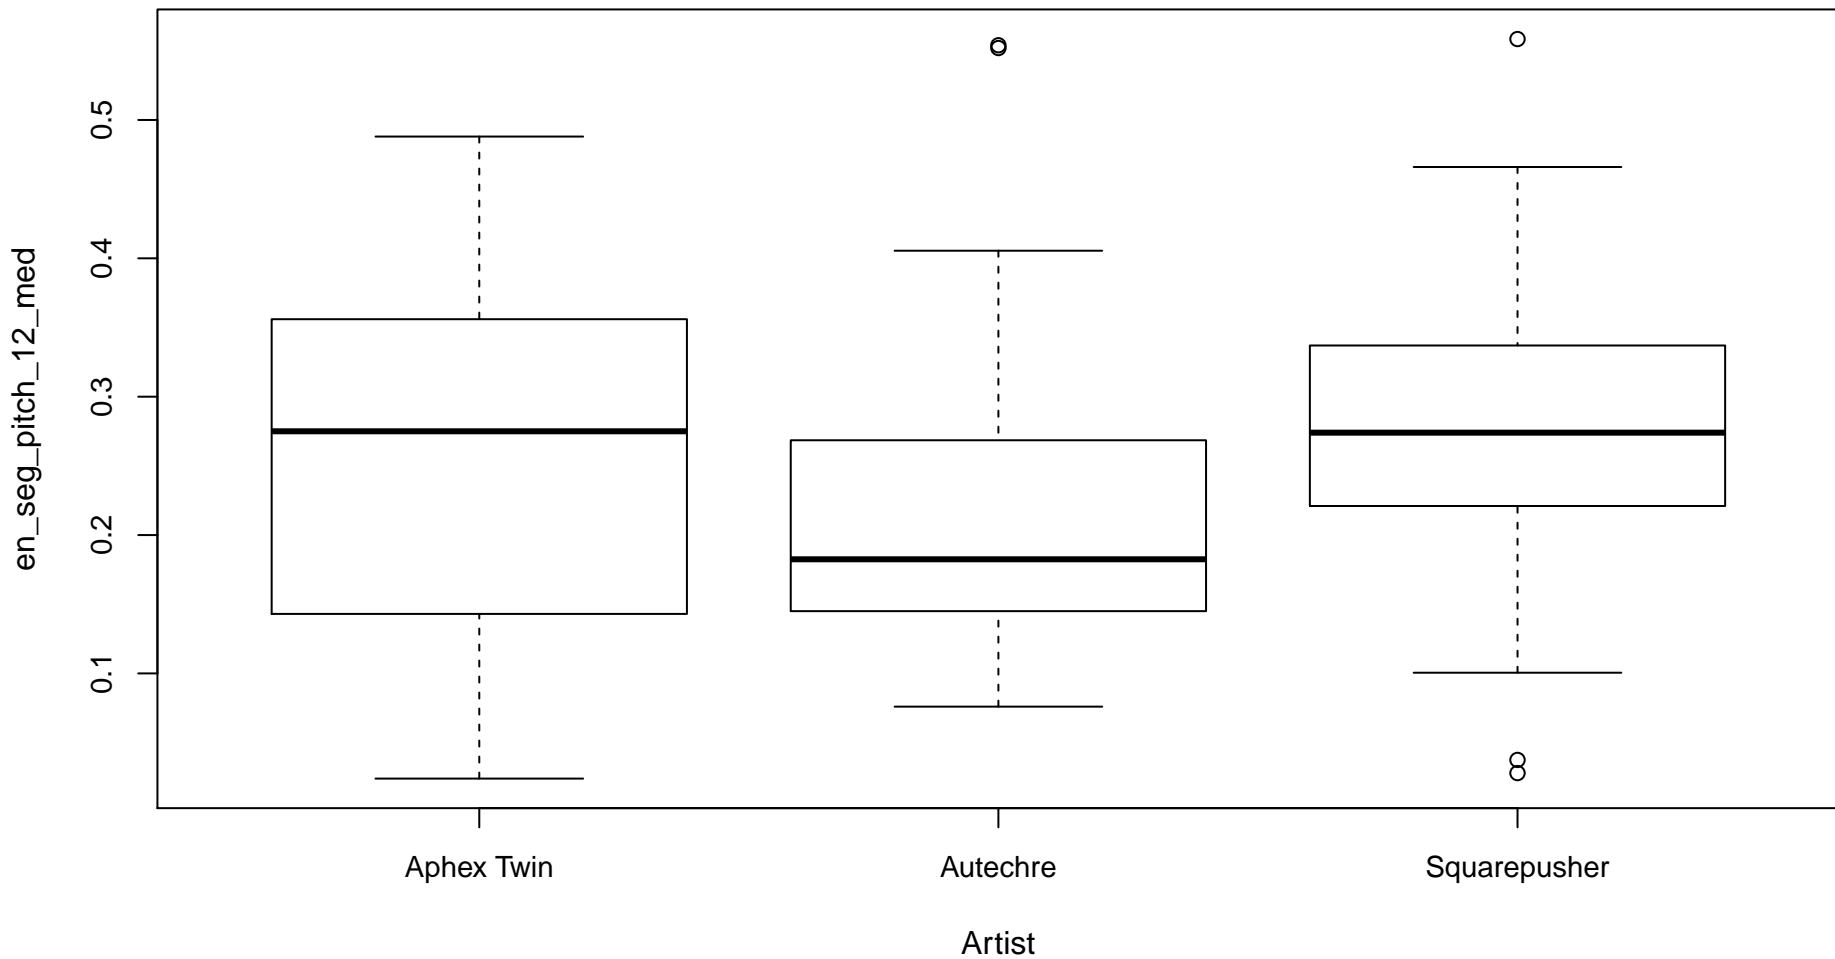 en_seg_pitch_12_med
0.5
0.4
0.3
0.2
0.1
Aphex Twin Autechre Squarepusher
Artist